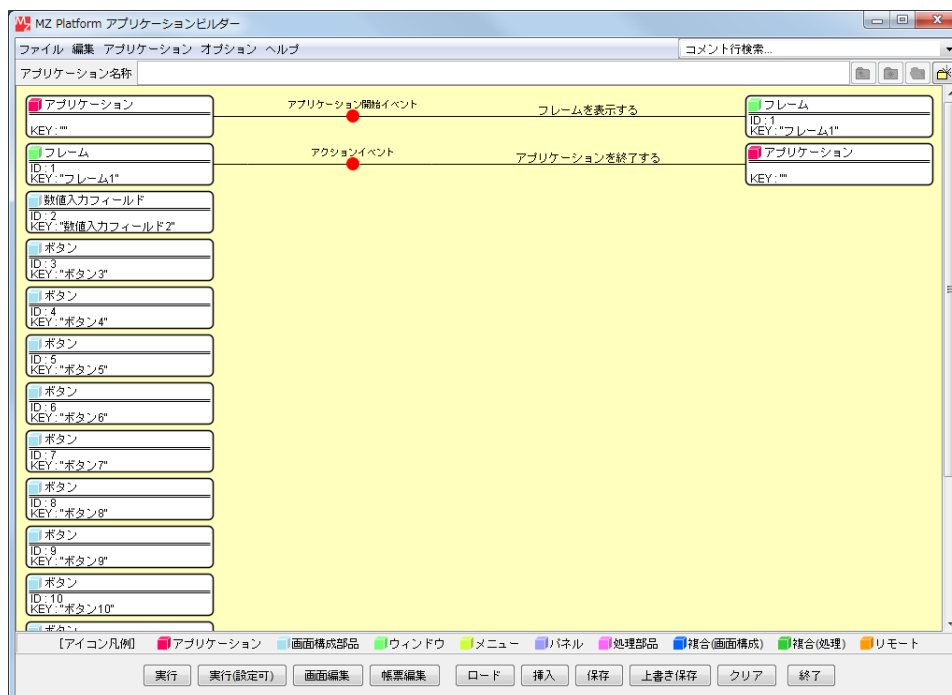 MZ Platform アプリケーションビルダー
ファイル 編集 アプリケーション オプション ヘルプ
コメント行検索...
アプリケーション名称
アプリケーション
KEY:""
アプリケーション開始イベント
フレームを表示する
フレーム
ID:1
KEY:"フレーム1"
フレーム
ID:1
KEY:"フレーム1"
アクションイベント
アプリケーションを終了する
アプリケーション
KEY:""
数値入力フィールド
ID:2
KEY:"数値入力フィールド2"
ボタン
ID:3
KEY:"ボタン3"
ボタン
ID:4
KEY:"ボタン4"
ボタン
ID:5
KEY:"ボタン5"
ボタン
ID:6
KEY:"ボタン6"
ボタン
ID:7
KEY:"ボタン7"
ボタン
ID:8
KEY:"ボタン8"
ボタン
ID:9
KEY:"ボタン9"
ボタン
ID:10
KEY:"ボタン10"
ボタン
[アイコン凡例] アプリケーション 画面構成部品 ウィンドウ メニュー パネル 処理部品 複合(画面構成) 複合(処理) リモート
実行 実行(設定可) 画面編集 帳票編集 ロード 挿入 保存 上書き保存 クリア 終了